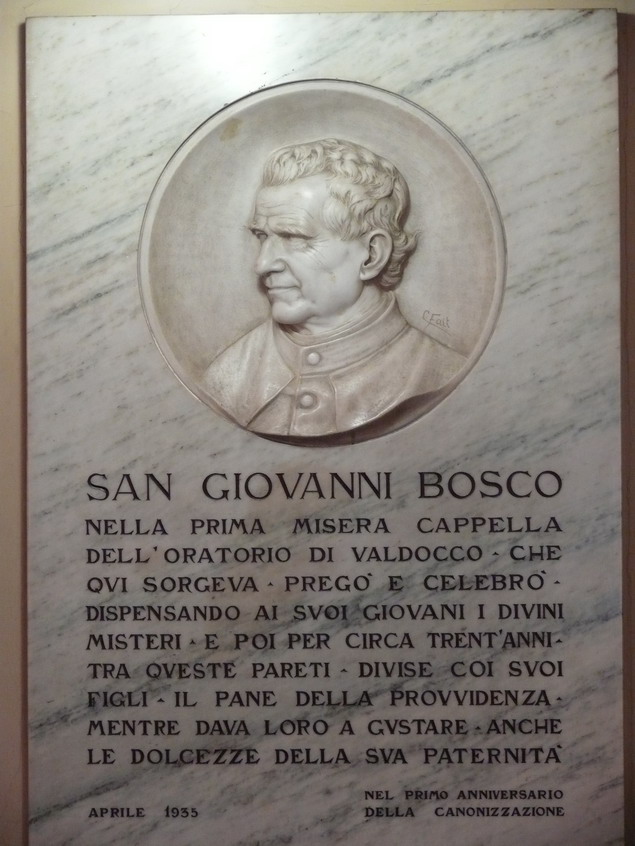 SAN GIOVANNI BOSCO
NELLA PRIMA MISERA CAPPELLA
DELL'ORATORIO DI VALDOCCO · CHE
QVI SORGEVA · PREGÒ E CELEBRÒ ·
DISPENSANDO AI SVOI GIOVANI I DIVINI
MISTERI · E POI PER CIRCA TRENT'ANNI ·
TRA QVESTE PARETI · DIVISE COI SVOI
FIGLI · IL PANE DELLA PROVVIDENZA ·
MENTRE DAVA LORO A GVSTARE · ANCHE
LE DOLCEZZE DELLA SVA PATERNITÀ
NEL PRIMO ANNIVERSARIO
APRILE 1935 DELLA CANONIZZAZIONE